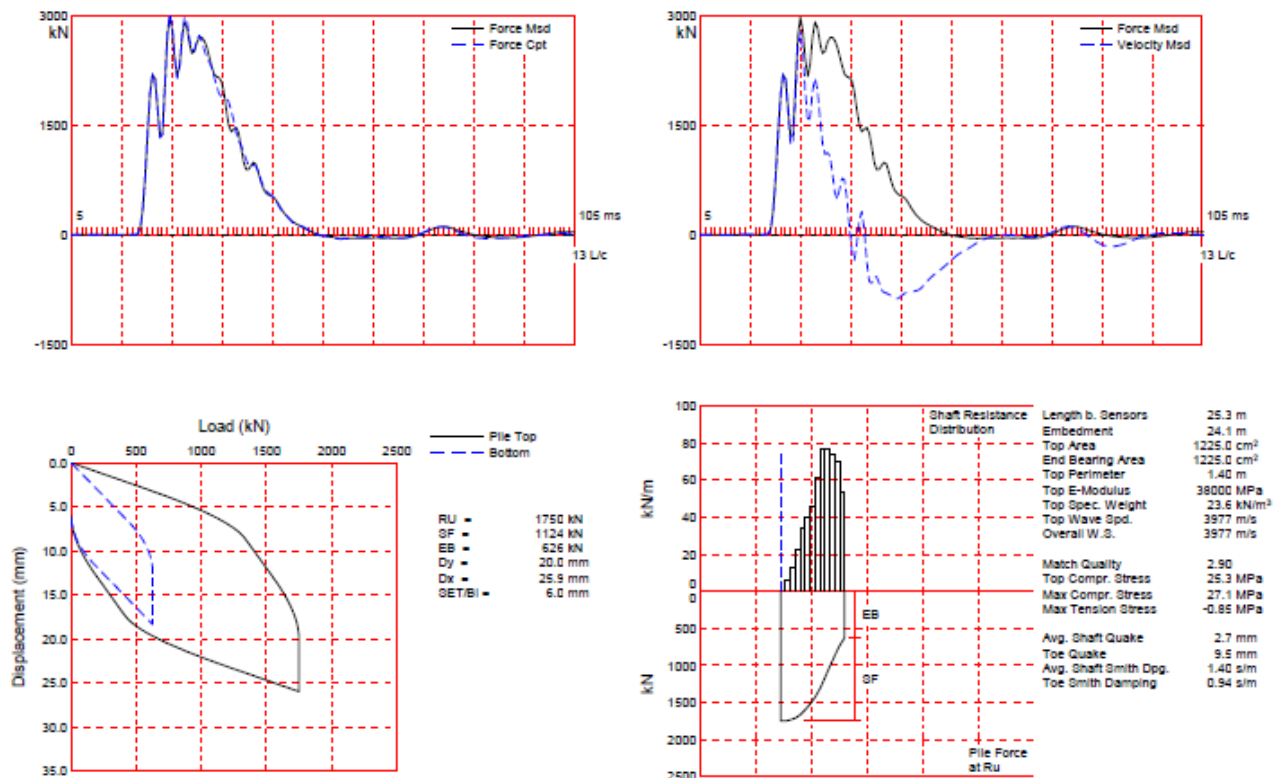 3000
kN
Force Msd
Force Cpt
1500
5
105 ms
0
13 L/c
-1500
3000
kN
Force Msd
Velocity Msd
1500
5
105 ms
0
13 L/c
-1500
Load (kN)
0 500 1000 1500 2000 2500
Pile Top
Bottom
0.0
5.0
10.0
15.0
20.0
25.0
30.0
35.0
Displacement (mm)
RU = 1750 kN
SF = 1124 kN
EB = 626 kN
Dy = 20.0 mm
Dx = 25.9 mm
SET/Bl = 6.0 mm
100
80
60
40
20
0
kN/m
Shaft Resistance
Distribution
0
500
1000
1500
2000
2500
kN
EB
SF
Pile Force
at Ru
Length b. Sensors 25.3 m
Embedment 24.1 m
Top Area 1225.0 cm²
End Bearing Area 1225.0 cm²
Top Perimeter 1.40 m
Top E-Modulus 38000 MPa
Top Spec. Weight 23.6 kN/m³
Top Wave Spd. 3977 m/s
Overall W.S. 3977 m/s
Match Quality 2.90
Top Compr. Stress 25.3 MPa
Max Compr. Stress 27.1 MPa
Max Tension Stress -0.85 MPa
Avg. Shaft Quake 2.7 mm
Toe Quake 9.5 mm
Avg. Shaft Smith Dpg. 1.40 s/m
Toe Smith Damping 0.94 s/m